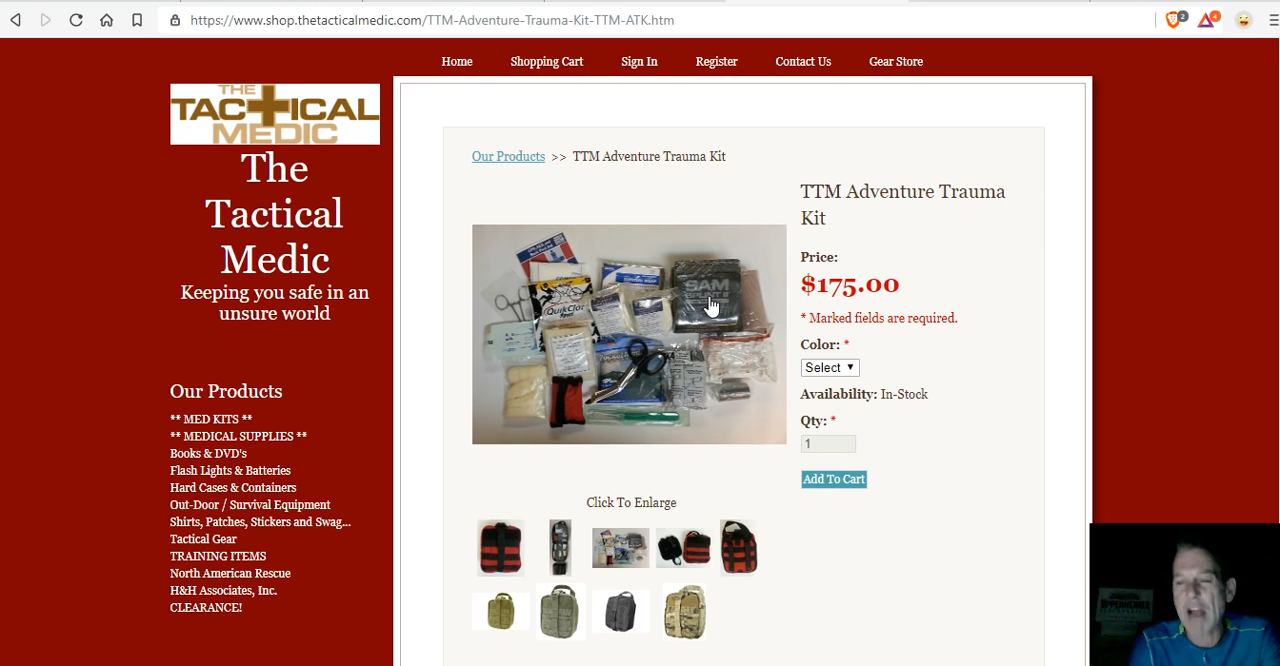 https://www.shop.thetacticalmedic.com/TTM-Adventure-Trauma-Kit-TTM-ATK.htm
2
4
Home
Shopping Cart
Sign In
Register
Contact Us
Gear Store
THE
TACTICAL
MEDIC
The
Tactical
Medic
Keeping you safe in an
unsure world
Our Products
** MED KITS **
** MEDICAL SUPPLIES **
Books & DVD's
Flash Lights & Batteries
Hard Cases & Containers
Out-Door / Survival Equipment
Shirts, Patches, Stickers and Swag...
Tactical Gear
TRAINING ITEMS
North American Rescue
H&H Associates, Inc.
CLEARANCE!
Our Products >> TTM Adventure Trauma Kit
QuikClot
SAM
SPLINT II
TTM Adventure Trauma
Kit
Price:
$175.00
* Marked fields are required.
Color: *
Select
Availability: In-Stock
Qty: *
1
Add To Cart
Click To Enlarge